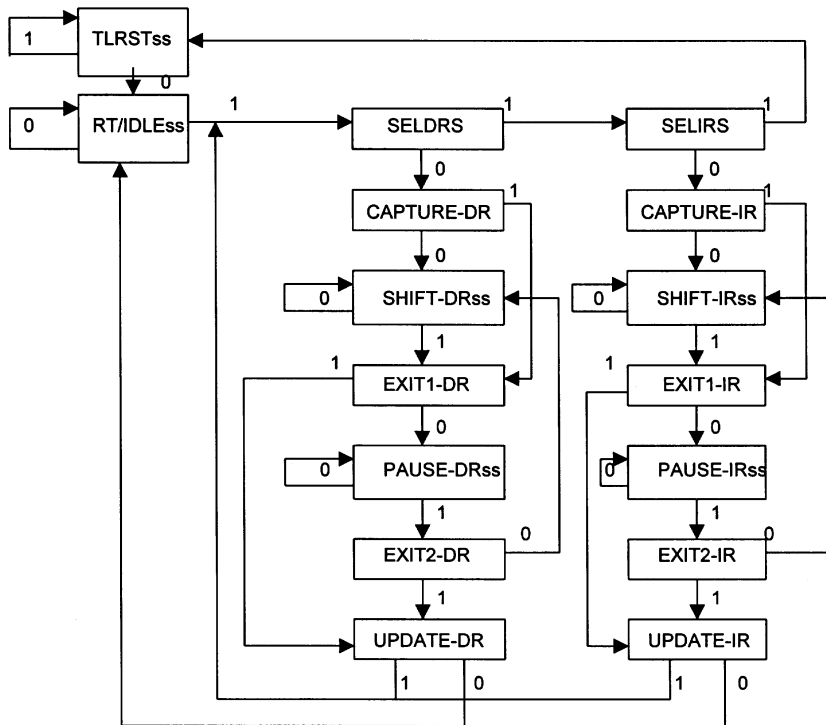 1 TLRSTss
0
0 RT/IDLEss 1 SELDRS 1 SELIRS 1
0 0
CAPTURE-DR 1 CAPTURE-IR 1
0 0
0 SHIFT-DRss 0 SHIFT-IRss
1 1
1 EXIT1-DR 1 EXIT1-IR
0 0
0 PAUSE-DRss 0 PAUSE-IRss
1 1
EXIT2-DR 0 EXIT2-IR 0
1 1
UPDATE-DR UPDATE-IR
1 0 1 0